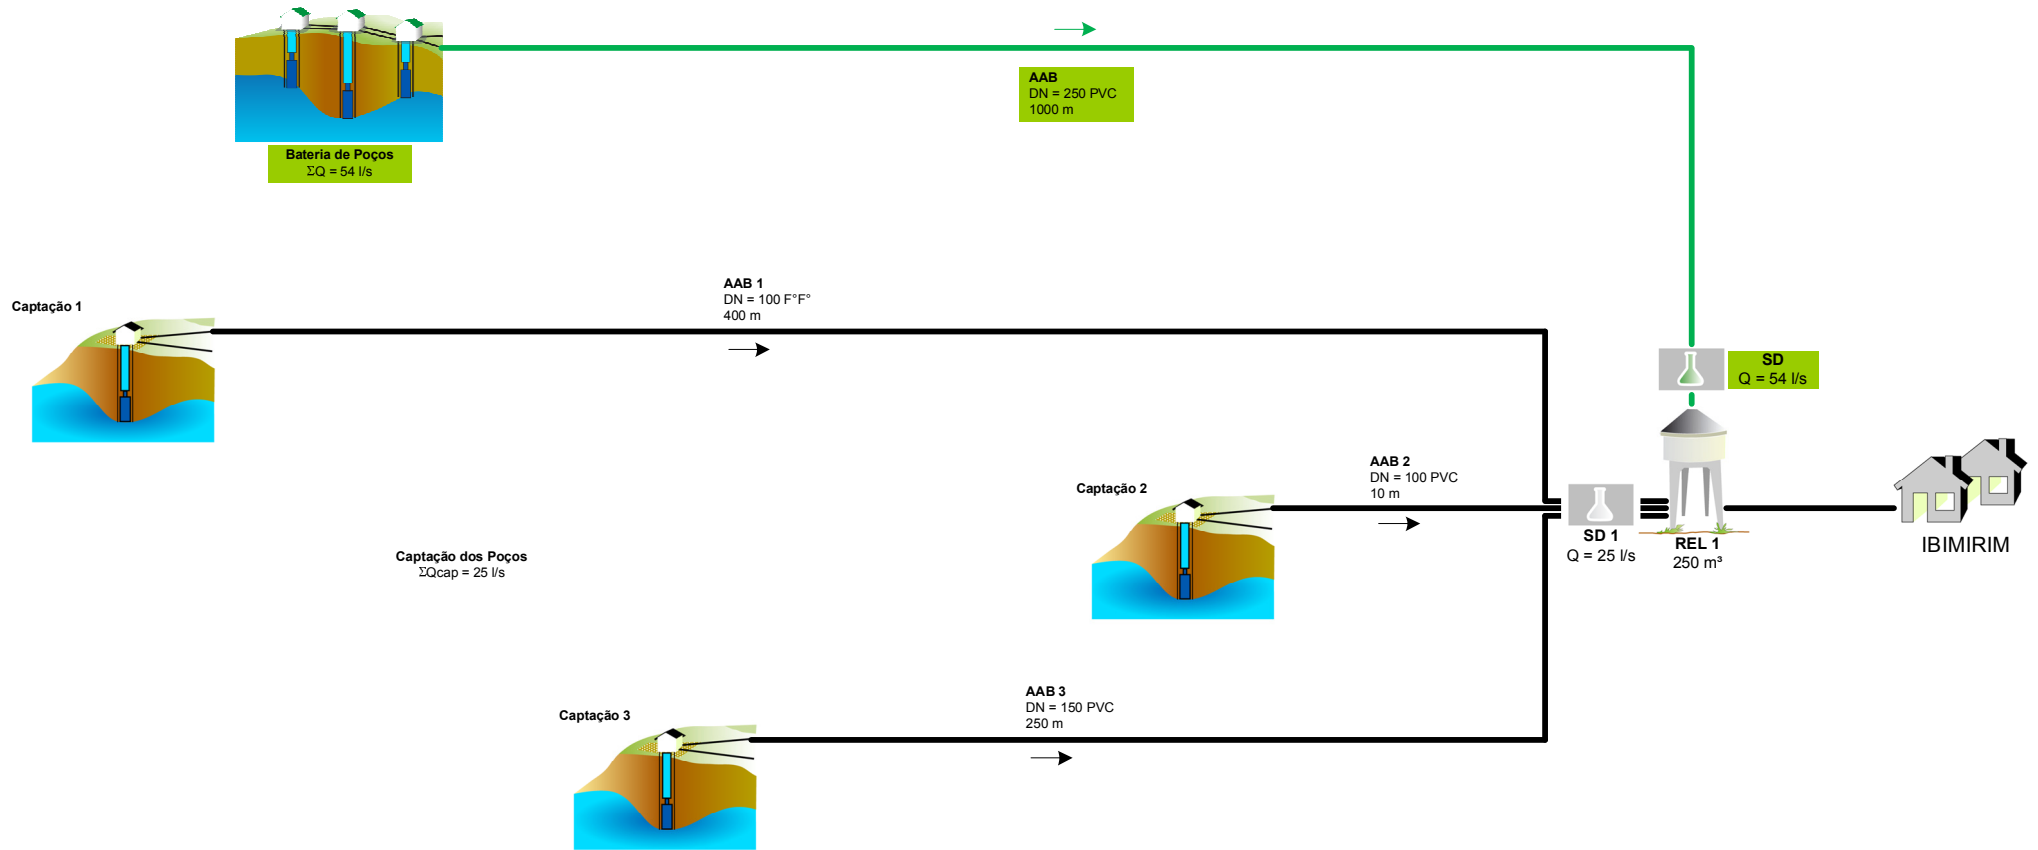 AAB
DN = 250 PVC
1000 m
Bateria de Poços
ΣQ = 54 l/s
AAB 1
DN = 100 F°F°
400 m
Captação 1
SD
Q = 54 l/s
AAB 2
DN = 100 PVC
10 m
Captação 2
SD 1
Q = 25 l/s
REL 1
250 m³
IBIMIRIM
Captação dos Poços
ΣQcap = 25 l/s
AAB 3
DN = 150 PVC
250 m
Captação 3